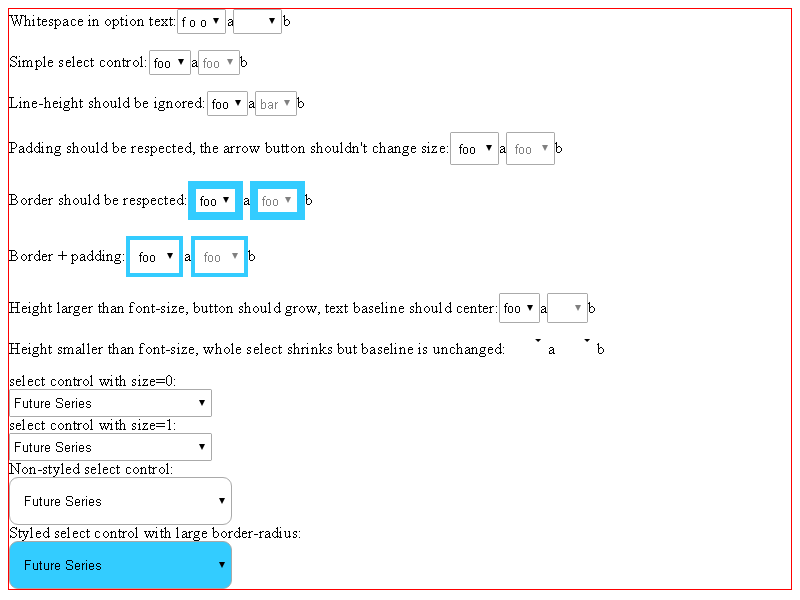 Whitespace in option text: f o o a b
Simple select control: foo a foo b
Line-height should be ignored: foo a bar b
Padding should be respected, the arrow button shouldn't change size: foo a foo b
Border should be respected: foo a foo b
Border + padding: foo a foo b
Height larger than font-size, button should grow, text baseline should center: foo a b
Height smaller than font-size, whole select shrinks but baseline is unchanged: a b
select control with size=0:
Future Series
select control with size=1:
Future Series
Non-styled select control:
Future Series
Styled select control with large border-radius:
Future Series